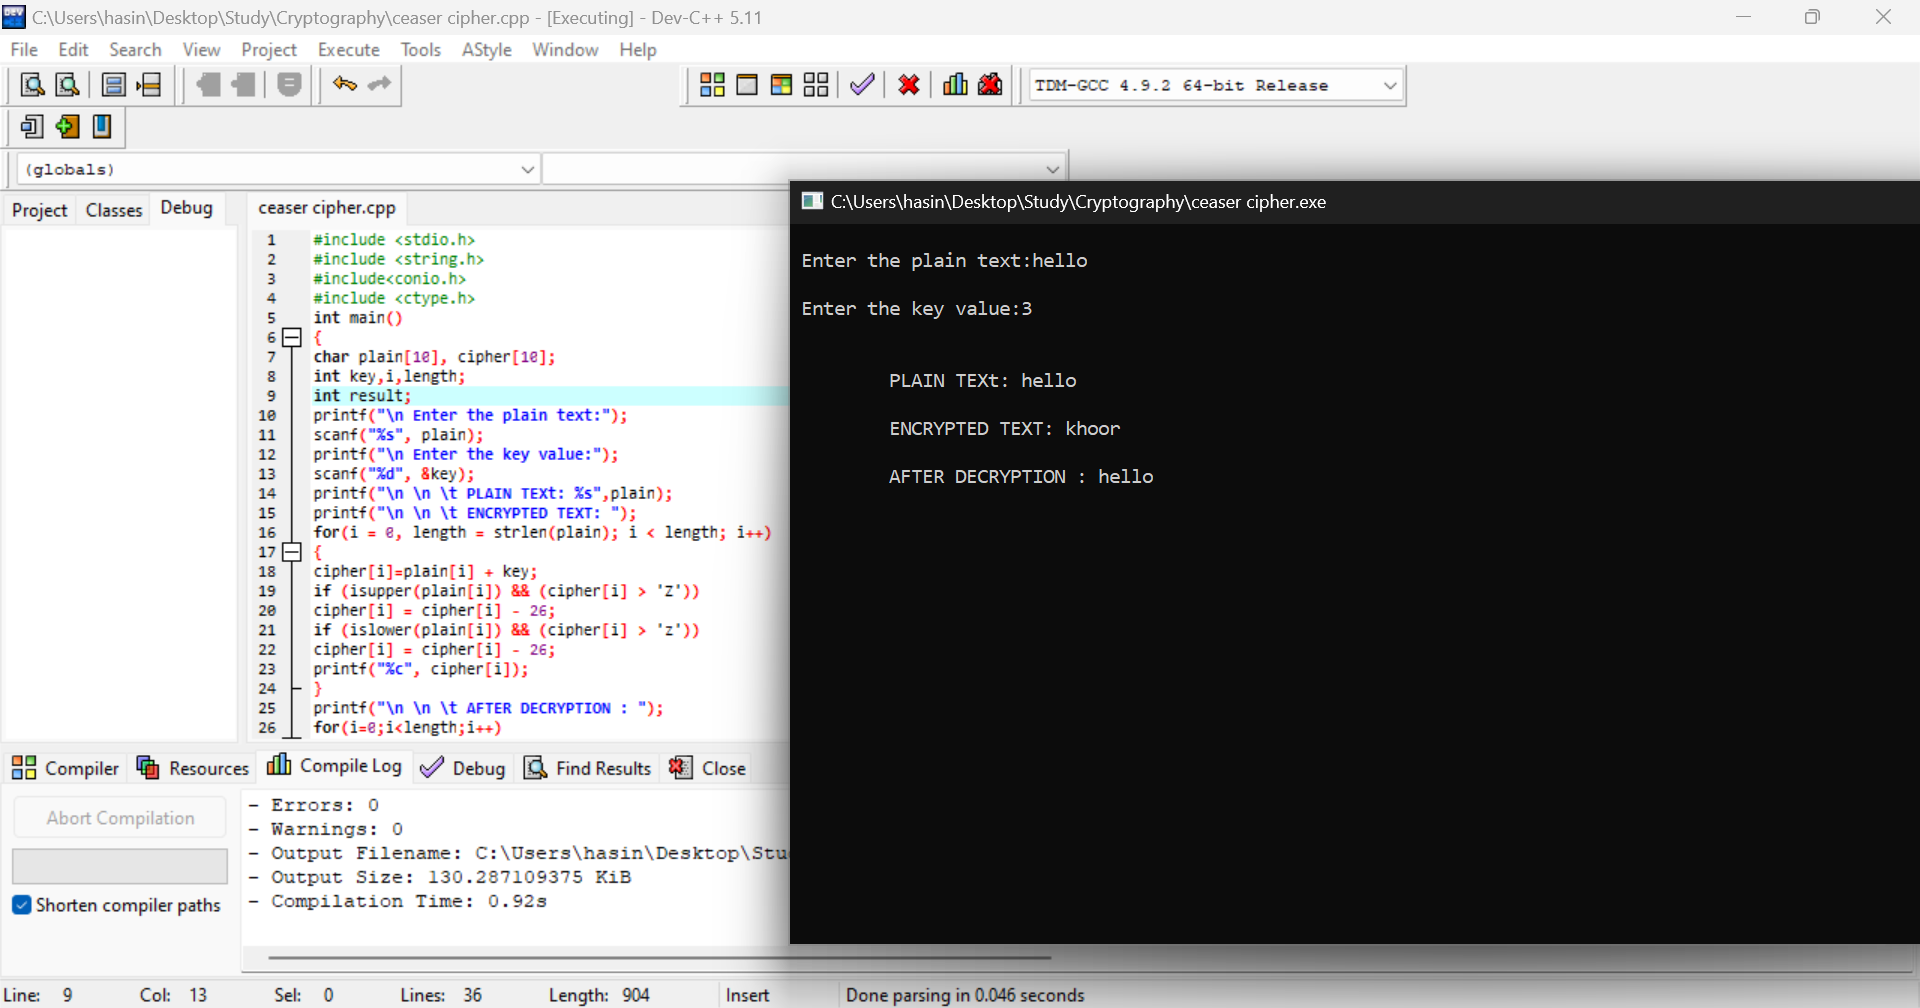 C:\Users\hasin\Desktop\Study\Cryptography\ceaser cipher.cpp - [Executing] - Dev-C++ 5.11
File Edit Search View Project Execute Tools AStyle Window Help
TDM-GCC 4.9.2 64-bit Release
(globals)
Project Classes Debug
ceaser cipher.cpp
1 #include <stdio.h>
2 #include <string.h>
3 #include<conio.h>
4 #include <ctype.h>
5 int main()
6 {
7 char plain[10], cipher[10];
8 int key,i,length;
9 int result;
10 printf("\n Enter the plain text:");
11 scanf("%s", plain);
12 printf("\n Enter the key value:");
13 scanf("%d", &key);
14 printf("\n \n \t PLAIN TEXt: %s",plain);
15 printf("\n \n \t ENCRYPTED TEXT: ");
16 for(i = 0, length = strlen(plain); i < length; i++)
17 {
18 cipher[i]=plain[i] + key;
19 if (isupper(plain[i]) && (cipher[i] > 'Z'))
20 cipher[i] = cipher[i] - 26;
21 if (islower(plain[i]) && (cipher[i] > 'z'))
22 cipher[i] = cipher[i] - 26;
23 printf("%c", cipher[i]);
24 }
25 printf("\n \n \t AFTER DECRYPTION : ");
26 for(i=0;i<length;i++)
C:\Users\hasin\Desktop\Study\Cryptography\ceaser cipher.exe
Enter the plain text:hello
Enter the key value:3
PLAIN TEXt: hello
ENCRYPTED TEXT: khoor
AFTER DECRYPTION : hello
Compiler Resources Compile Log Debug Find Results Close
Abort Compilation
Shorten compiler paths
- Errors: 0
- Warnings: 0
- Output Filename: C:\Users\hasin\Desktop\Stu
- Output Size: 130.287109375 KiB
- Compilation Time: 0.92s
Line: 9 Col: 13 Sel: 0 Lines: 36 Length: 904 Insert Done parsing in 0.046 seconds